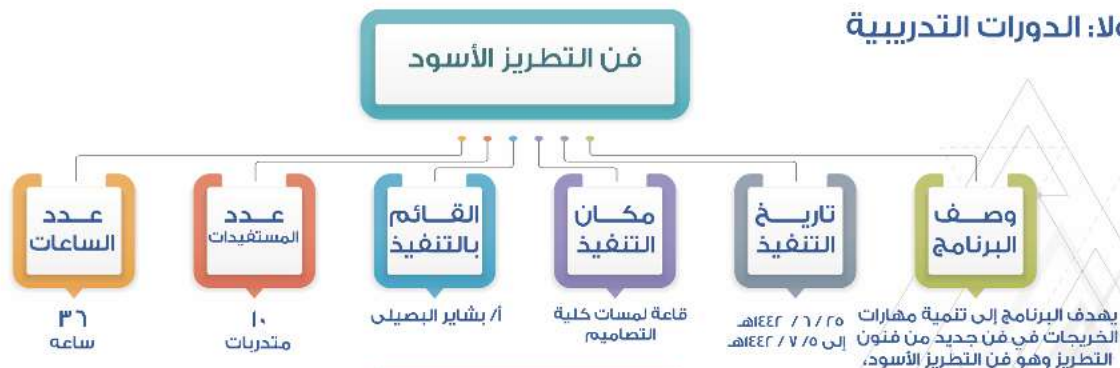 ولا: الدورات التدريبية
فن التطريز الأسود
وصف
البرنامج
يهدف البرنامج إلى تنمية مهارات
الخريجات في فن جديد من فنون
التطريز وهو فن التطريز الأسود،
تاريخ
التنفيذ
٢٥ / ٦ / ١٤٤٢هـ
إلى ٧/٥ / ١٤٤٢هـ
مكان
التنفيذ
قاعة لمسات كلية
التصاميم
القائم
بالتنفيذ
أ/ بشاير البصيلي
عدد
المستفيدات
١٠
متدربات
عدد
الساعات
٣٦
ساعه